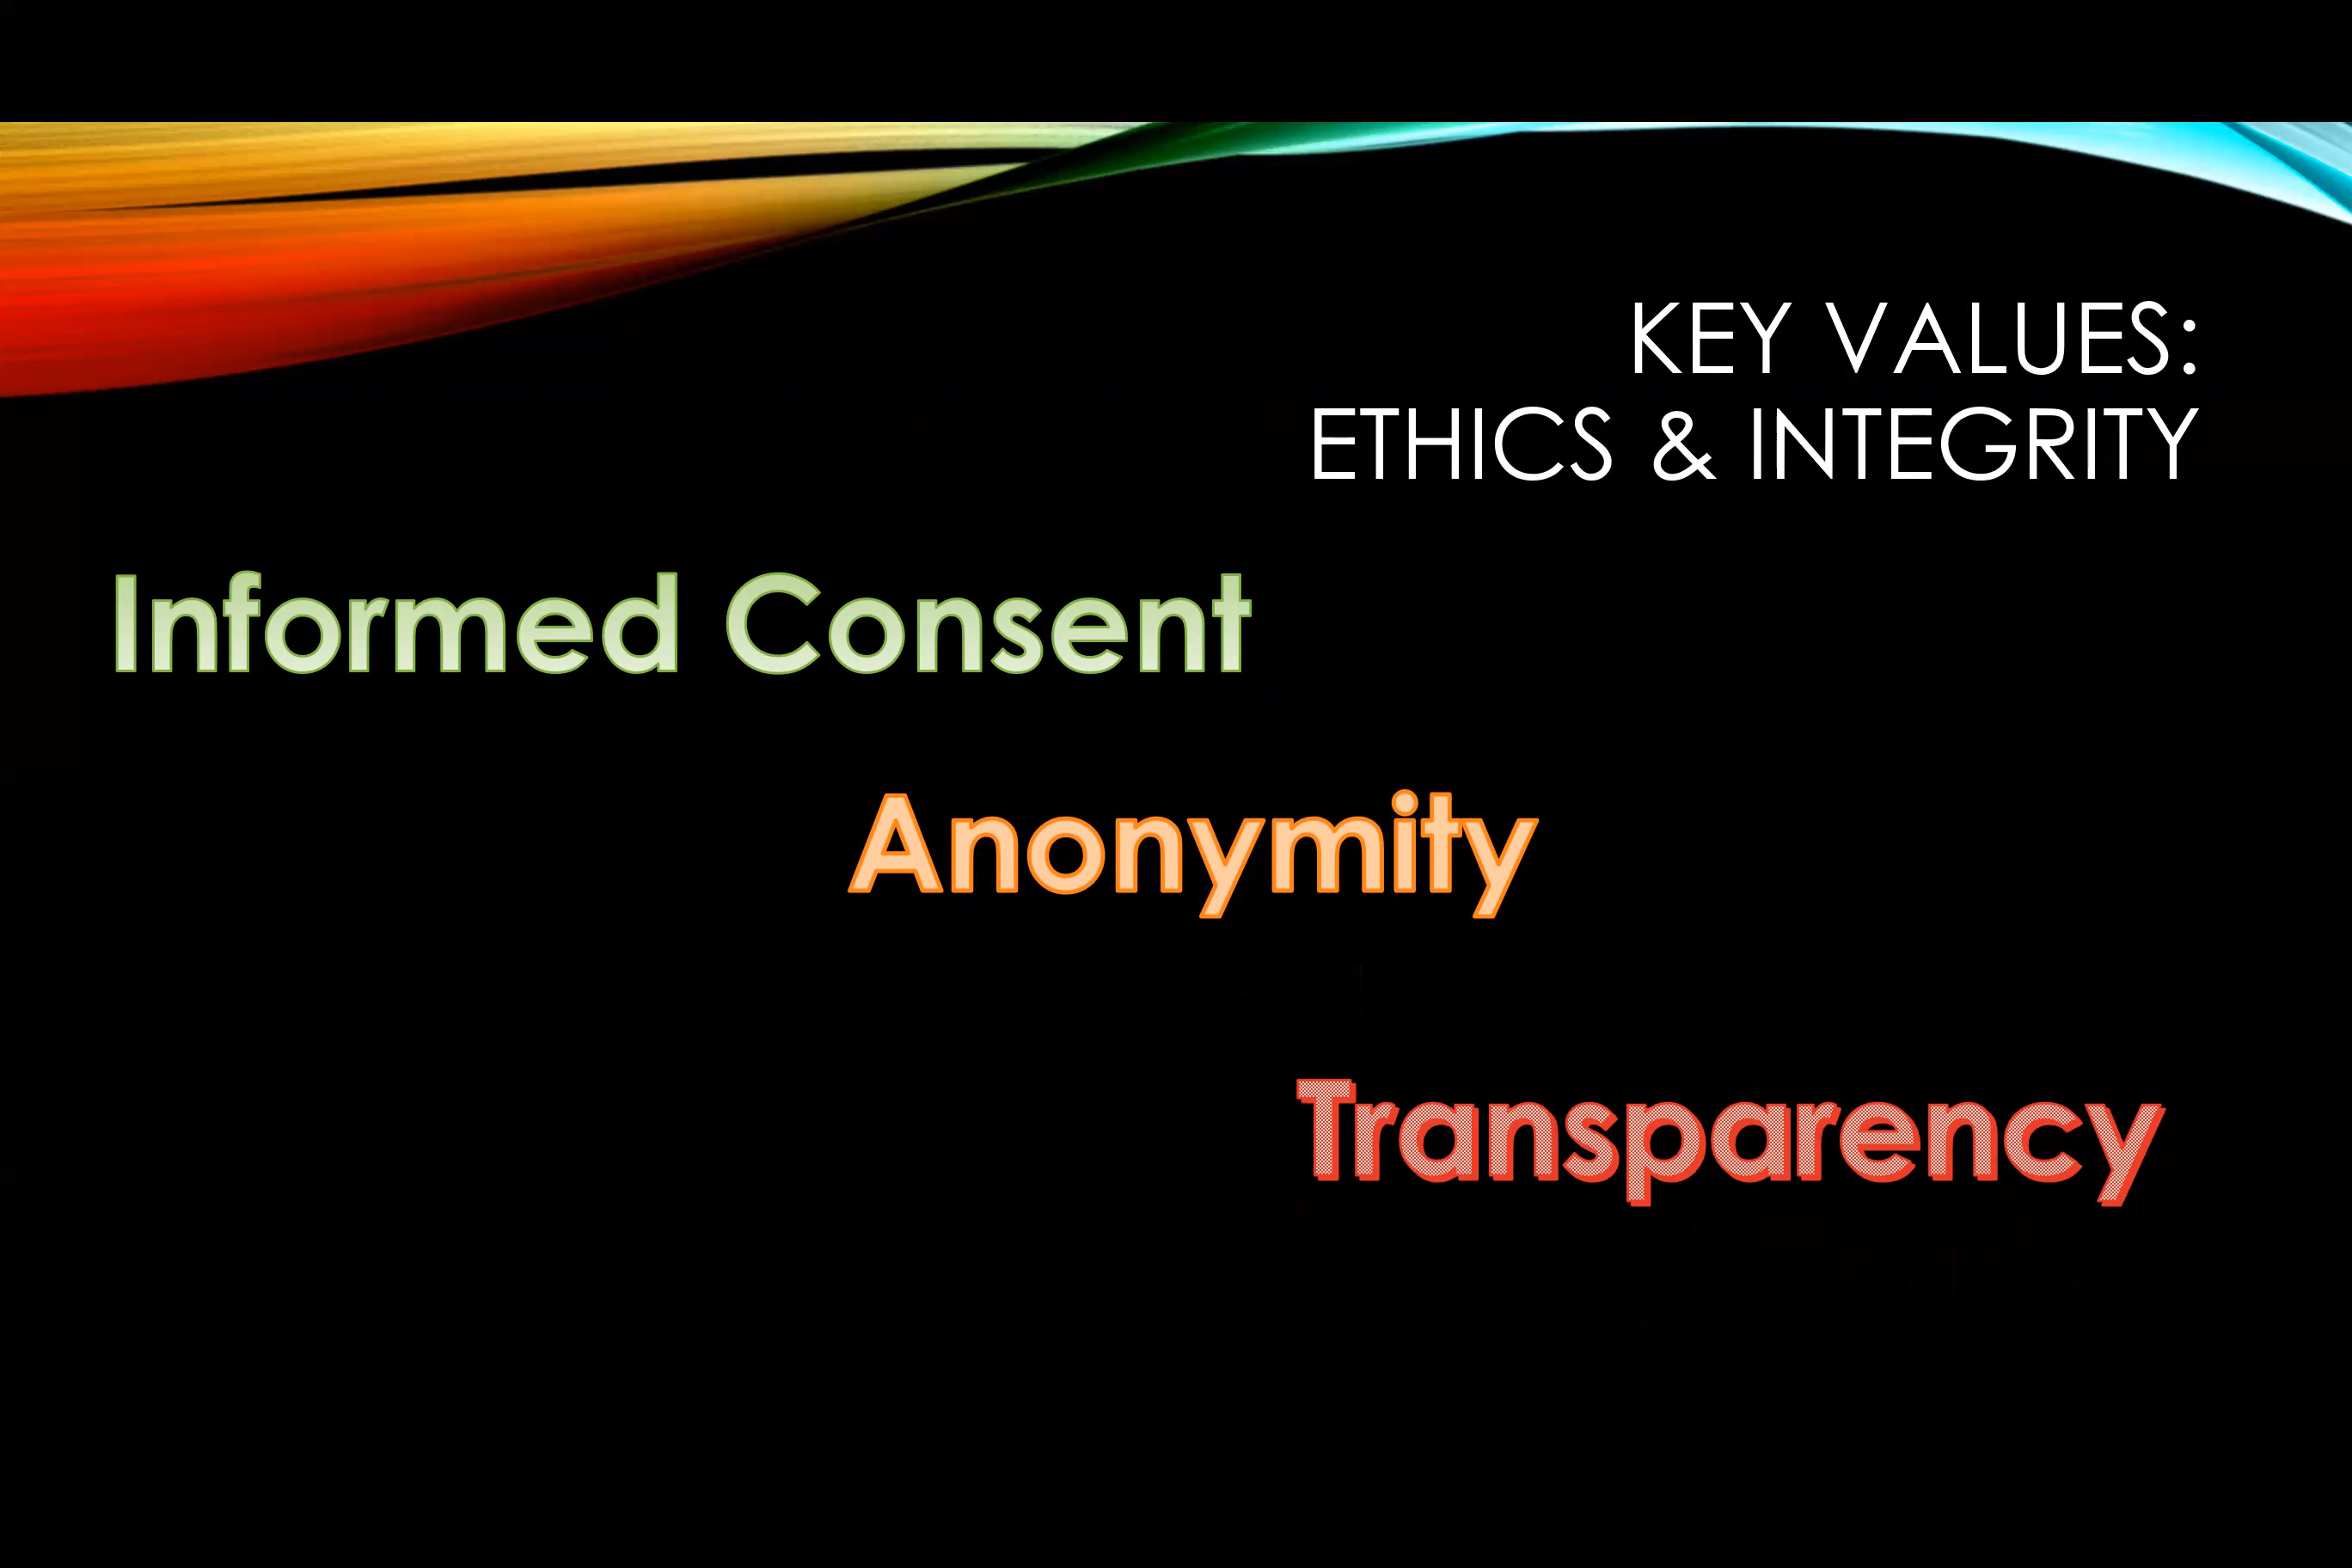 KEY VALUES:
ETHICS & INTEGRITY
Informed Consent
Anonymity
Transparency